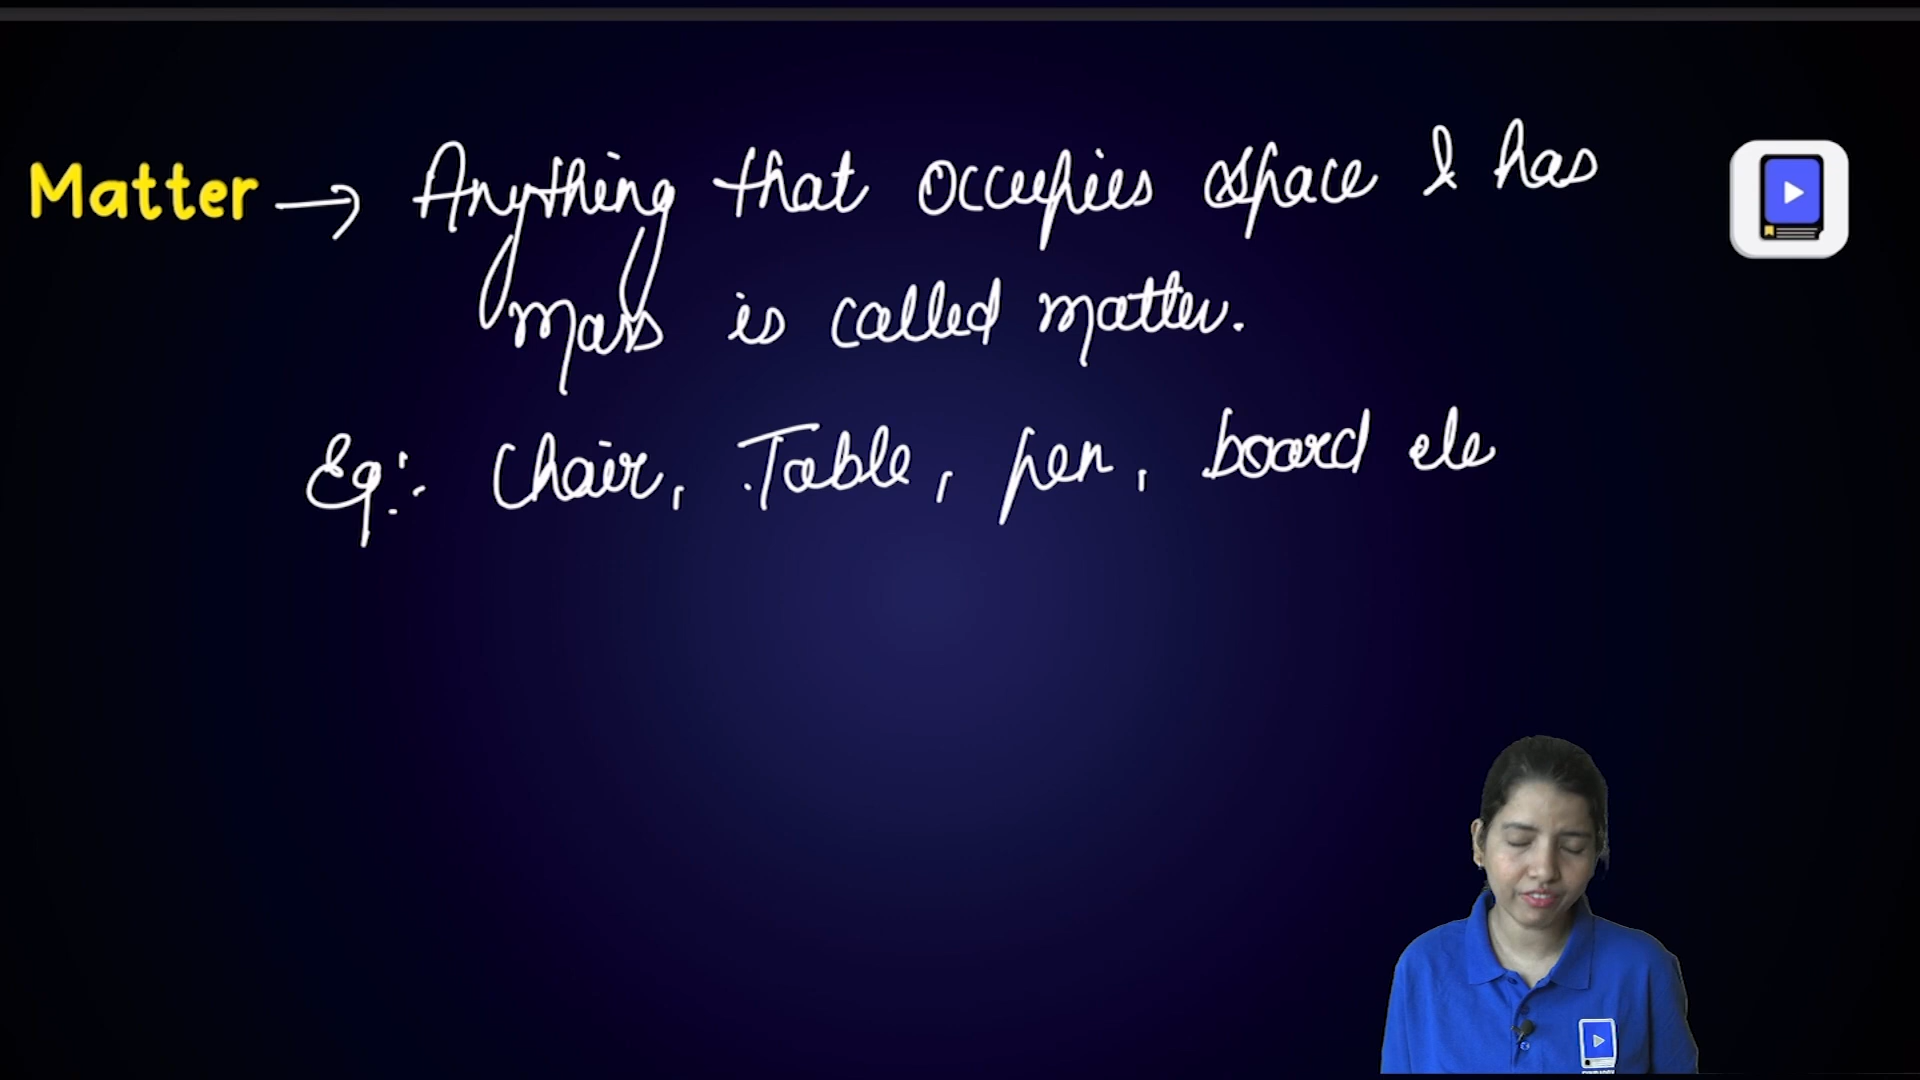 Matter → Anything that occupies space & has
mass is called matter.
Eg:- Chair, Table, pen, board etc